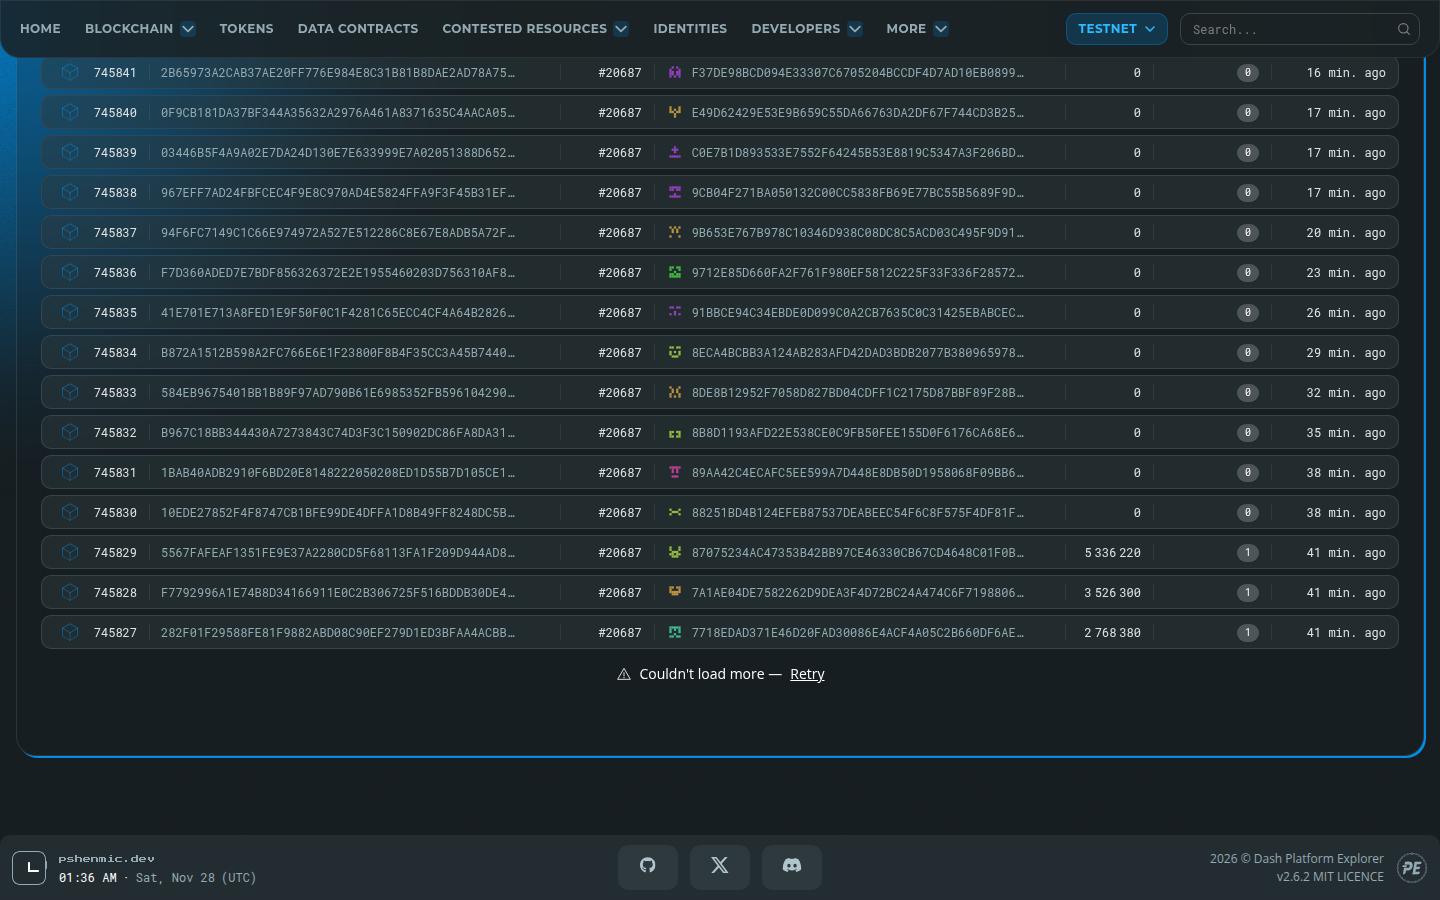 HOME BLOCKCHAIN TOKENS DATA CONTRACTS CONTESTED RESOURCES IDENTITIES DEVELOPERS MORE TESTNET Search...
745841 2B65973A2CAB37AE20FF776E984E8C31B81B8DAE2AD78A75… #20687 F37DE98BCD094E33307C6705204BCCDF4D7AD10EB0899… 0 0 16 min. ago
745840 0F9CB181DA37BF344A35632A2976A461A8371635C4AACA05… #20687 E49D62429E53E9B659C55DA66763DA2DF67F744CD3B25… 0 0 17 min. ago
745839 03446B5F4A9A02E7DA24D130E7E633999E7A02051388D652… #20687 C0E7B1D893533E7552F64245B53E8819C5347A3F206BD… 0 0 17 min. ago
745838 967EFF7AD24FBFCEC4F9E8C970AD4E5824FFA9F3F45B31EF… #20687 9CB04F271BA050132C00CC5838FB69E77BC55B5689F9D… 0 0 17 min. ago
745837 94F6FC7149C1C66E974972A527E512286C8E67E8ADB5A72F… #20687 9B653E767B978C10346D938C08DC8C5ACD03C495F9D91… 0 0 20 min. ago
745836 F7D360ADED7E7BDF856326372E2E1955460203D756310AF8… #20687 9712E85D660FA2F761F980EF5812C225F33F336F28572… 0 0 23 min. ago
745835 41E701E713A8FED1E9F50F0C1F4281C65ECC4CF4A64B2826… #20687 91BBCE94C34EBDE0D099C0A2CB7635C0C31425EBABCEC… 0 0 26 min. ago
745834 B872A1512B598A2FC766E6E1F23800F8B4F35CC3A45B7440… #20687 8ECA4BCBB3A124AB283AFD42DAD3BDB2077B380965978… 0 0 29 min. ago
745833 584EB9675401BB1B89F97AD790B61E6985352FB596104290… #20687 8DE8B12952F7058D827BD04CDFF1C2175D87BBF89F28B… 0 0 32 min. ago
745832 B967C18BB344430A7273843C74D3F3C150902DC86FA8DA31… #20687 8B8D1193AFD22E538CE0C9FB50FEE155D0F6176CA68E6… 0 0 35 min. ago
745831 1BAB40ADB2910F6BD20E8148222050208ED1D55B7D105CE1… #20687 89AA42C4ECAFC5EE599A7D448E8DB50D1958068F09BB6… 0 0 38 min. ago
745830 10EDE27852F4F8747CB1BFE99DE4DFFA1D8B49FF8248DC5B… #20687 88251BD4B124EFEB87537DEABEEC54F6C8F575F4DF81F… 0 0 38 min. ago
745829 5567FAFEAF1351FE9E37A2280CD5F68113FA1F209D944AD8… #20687 87075234AC47353B42BB97CE46330CB67CD4648C01F0B… 5 336 220 1 41 min. ago
745828 F7792996A1E74B8D34166911E0C2B306725F516BDDB30DE4… #20687 7A1AE04DE7582262D9DEA3F4D72BC24A474C6F7198806… 3 526 300 1 41 min. ago
745827 282F01F29588FE81F9882ABD08C90EF279D1ED3BFAA4ACBB… #20687 7718EDAD371E46D20FAD30086E4ACF4A05C2B660DF6AE… 2 768 380 1 41 min. ago
Couldn't load more — Retry
pshenmic.dev
01:36 AM · Sat, Nov 28 (UTC)
2026 © Dash Platform Explorer
v2.6.2 MIT LICENCE
PE